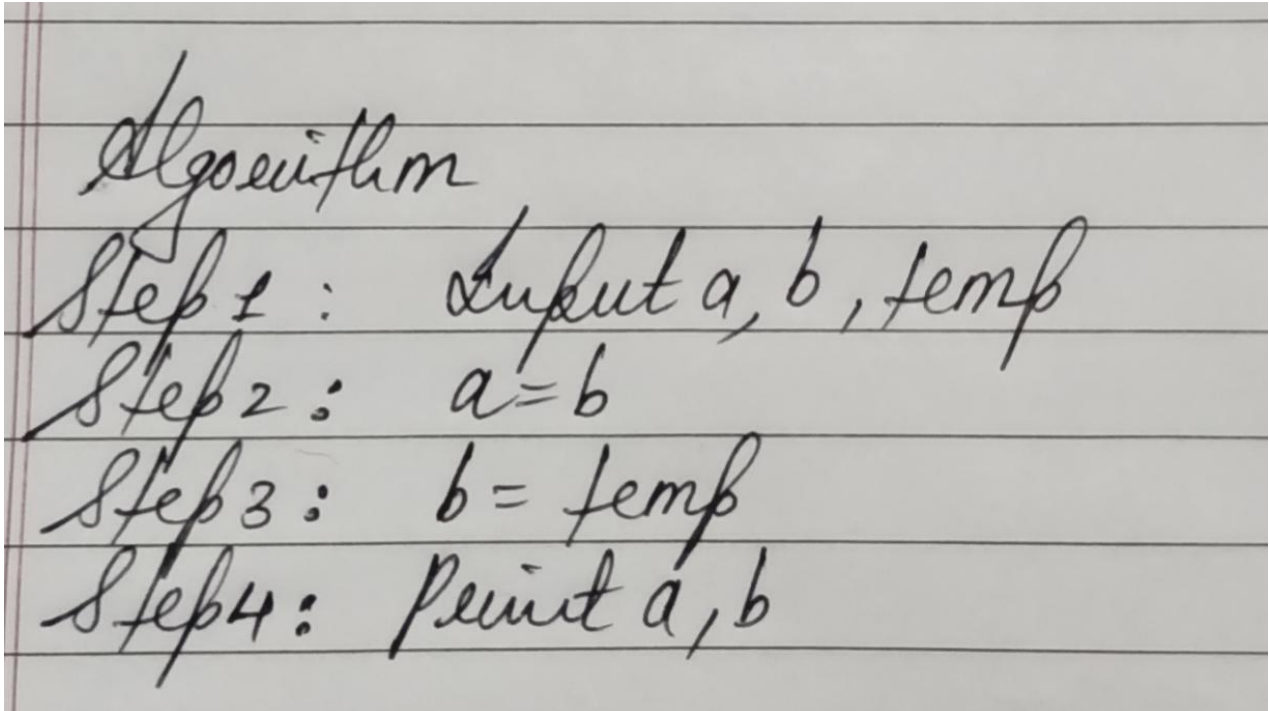 Algorithm
Step 1 : Input a, b, temp
Step 2 : a = b
Step 3 : b = temp
Step 4 : Print a, b